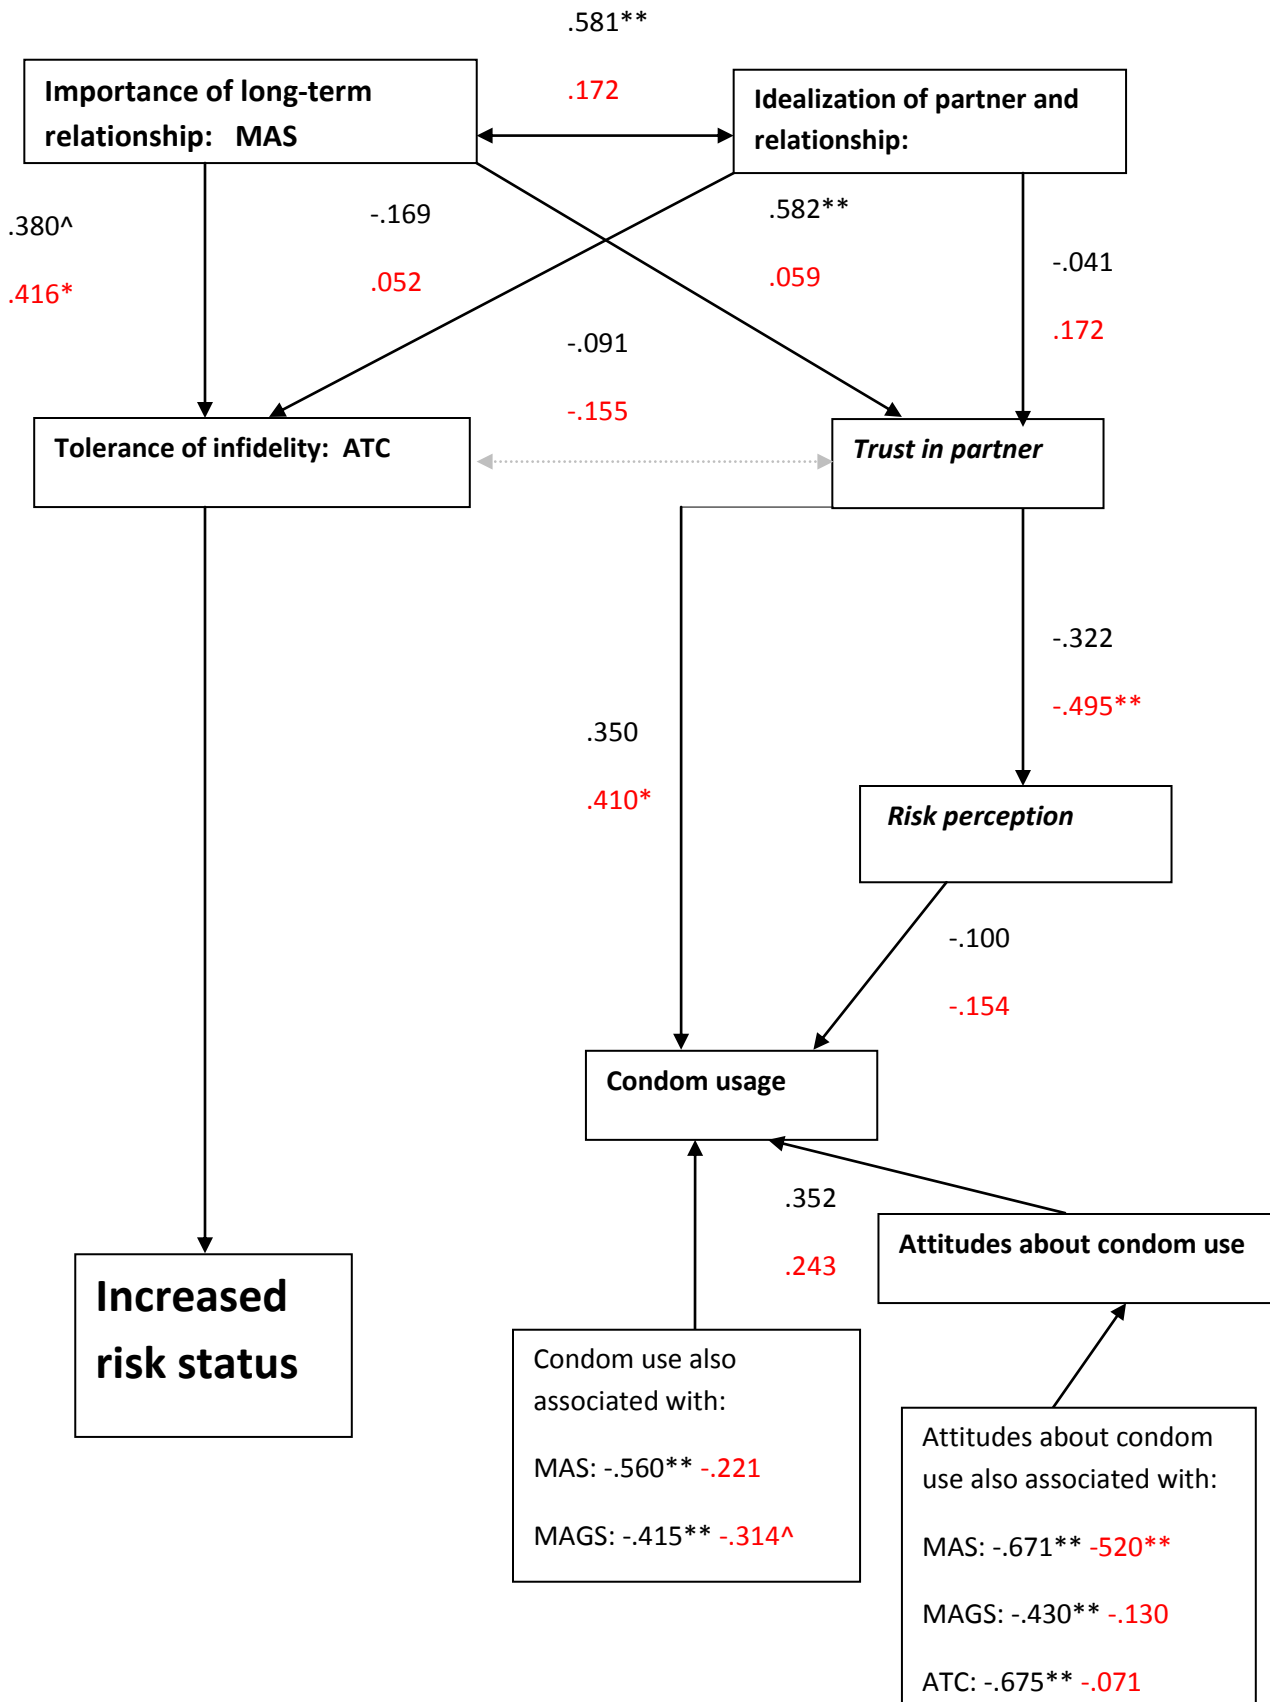 .581**
.172
Importance of long-term
relationship:   MAS
Idealization of partner and
relationship:
.380^
.416*
-.169
.052
.582**
.059
-.041
.172
-.091
-.155
Tolerance of infidelity:  ATC
Trust in partner
-.322
-.495**
.350
.410*
Risk perception
-.100
-.154
Condom usage
.352
.243
Attitudes about condom use
Increased
risk status
Condom use also
associated with:
MAS: -.560** -.221
MAGS: -.415** -.314^
Attitudes about condom
use also associated with:
MAS: -.671** -520**
MAGS: -.430** -.130
ATC: -.675** -.071